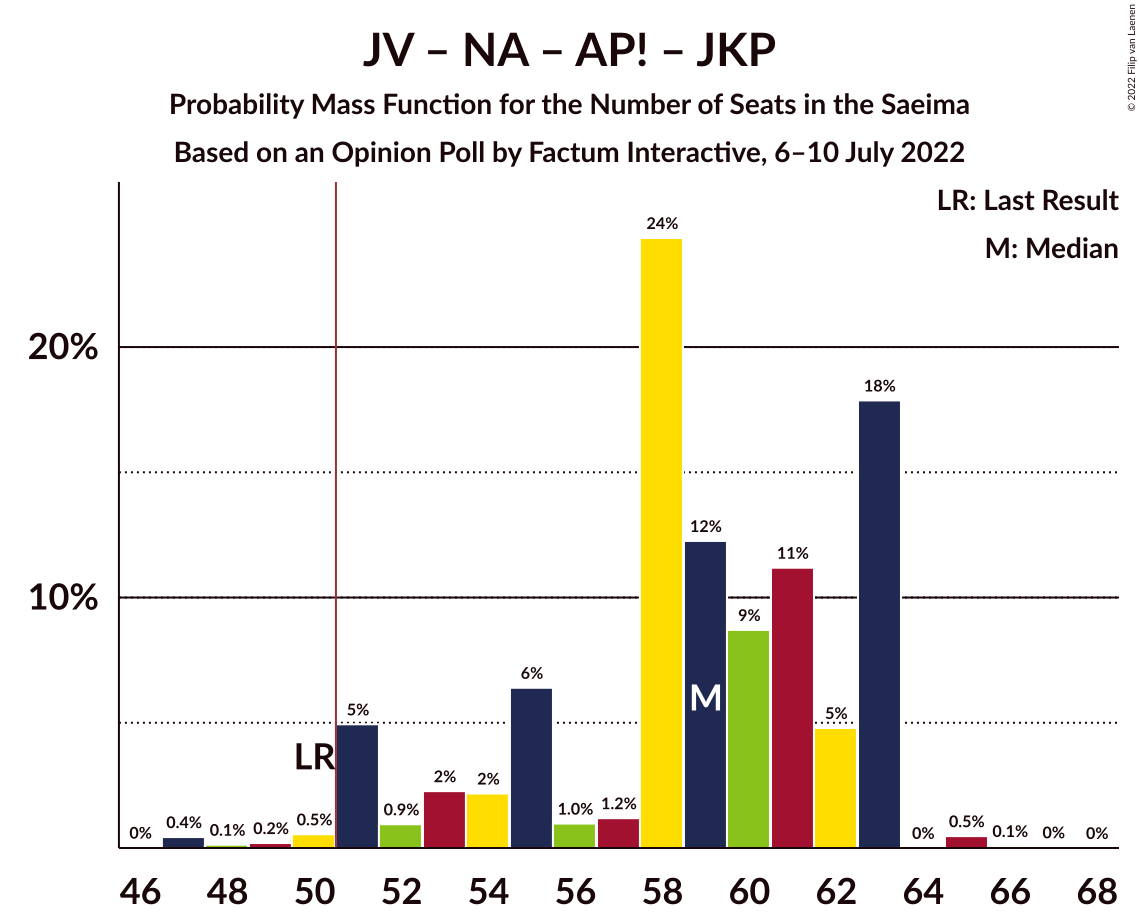 JV – NA – AP! – JKP
Probability Mass Function for the Number of Seats in the Saeima
Based on an Opinion Poll by Factum Interactive, 6–10 July 2022
© 2022 Filip van Laenen
LR: Last Result
M: Median
20%
10%
0%
0.4%
0.1%
0.2%
0.5%
5%
0.9%
2%
2%
6%
1.0%
1.2%
24%
12%
9%
11%
5%
18%
0%
0.5%
0.1%
0%
0%
LR
M
46 48 50 52 54 56 58 60 62 64 66 68